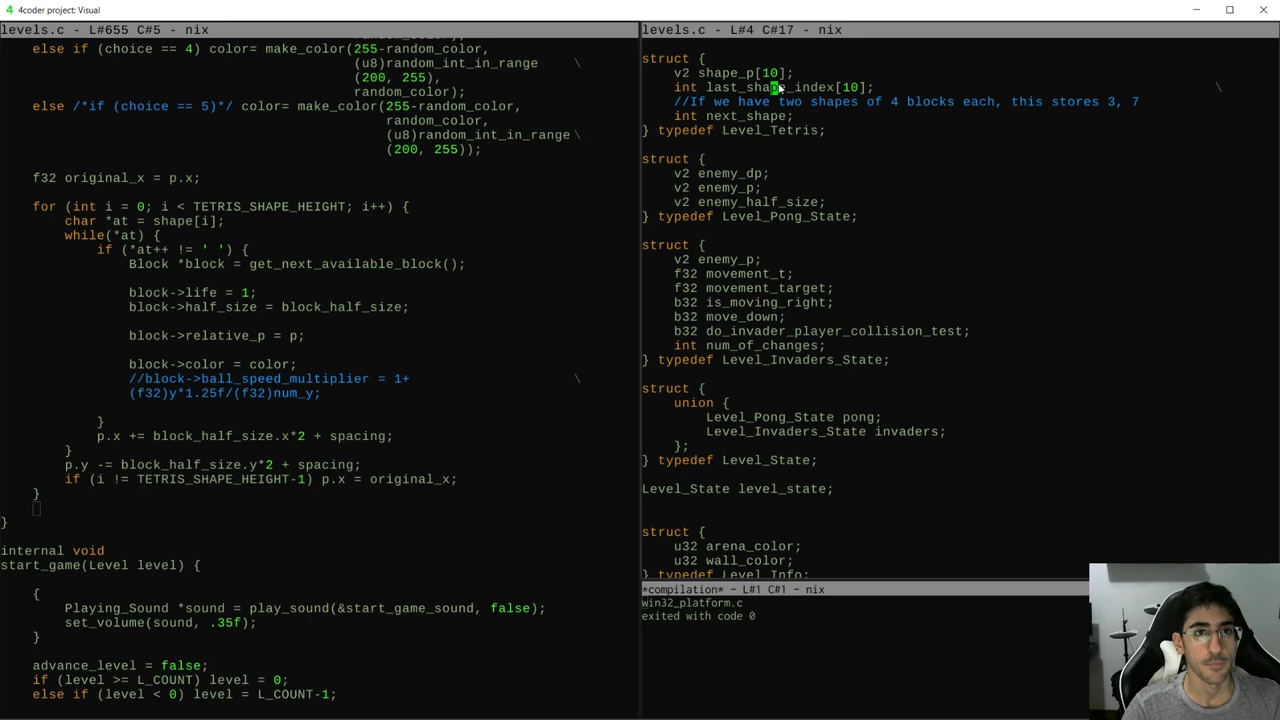 4 4coder project: Visual
levels.c - L#655 C#5 - nix
else if (choice == 4) color= make_color(255-random_color,
(u8)random_int_in_range \
(200, 255),
random_color);
else /*if (choice == 5)*/ color= make_color(255-random_color,
random_color,
(u8)random_int_in_range \
(200, 255));
f32 original_x = p.x;
for (int i = 0; i < TETRIS_SHAPE_HEIGHT; i++) {
char *at = shape[i];
while(*at) {
if (*at++ != ' ') {
Block *block = get_next_available_block();
block->life = 1;
block->half_size = block_half_size;
block->relative_p = p;
block->color = color;
//block->ball_speed_multiplier = 1+ \
(f32)y*1.25f/(f32)num_y;
}
p.x += block_half_size.x*2 + spacing;
}
p.y -= block_half_size.y*2 + spacing;
if (i != TETRIS_SHAPE_HEIGHT-1) p.x = original_x;
}
}
internal void
start_game(Level level) {
{
Playing_Sound *sound = play_sound(&start_game_sound, false);
set_volume(sound, .35f);
}
advance_level = false;
if (level >= L_COUNT) level = 0;
else if (level < 0) level = L_COUNT-1;
levels.c - L#4 C#17 - nix
struct {
v2 shape_p[10];
int last_shape_index[10]; \
//If we have two shapes of 4 blocks each, this stores 3, 7
int next_shape;
} typedef Level_Tetris;
struct {
v2 enemy_dp;
v2 enemy_p;
v2 enemy_half_size;
} typedef Level_Pong_State;
struct {
v2 enemy_p;
f32 movement_t;
f32 movement_target;
b32 is_moving_right;
b32 move_down;
b32 do_invader_player_collision_test;
int num_of_changes;
} typedef Level_Invaders_State;
struct {
union {
Level_Pong_State pong;
Level_Invaders_State invaders;
};
} typedef Level_State;
Level_State level_state;
struct {
u32 arena_color;
u32 wall_color;
} typedef Level_Info;
*compilation* - L#1 C#1 - nix
win32_platform.c
exited with code 0